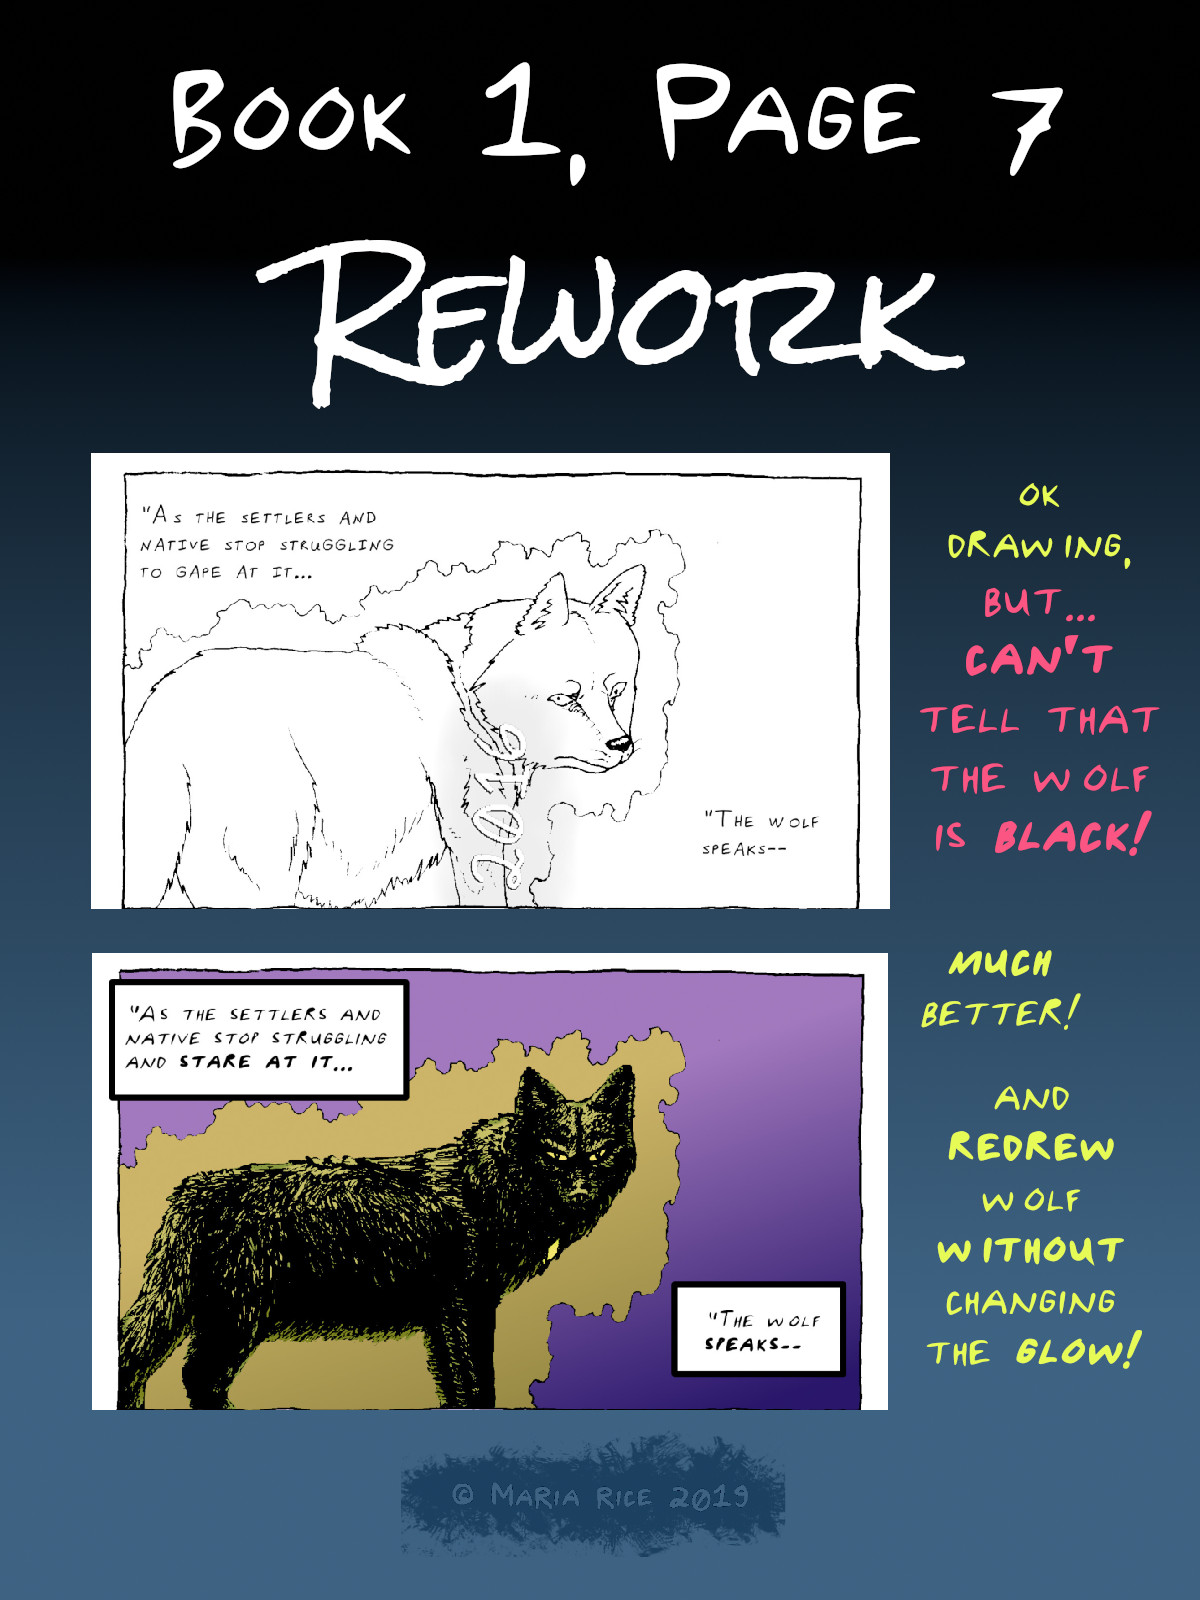 BOOK 1, PAGE 7
REWORK
"AS THE SETTLERS AND
NATIVE STOP STRUGGLING
TO GAPE AT IT...
"THE WOLF
SPEAKS--
2016
OK
DRAWING,
BUT...
CAN'T
TELL THAT
THE WOLF
IS BLACK!
"AS THE SETTLERS AND
NATIVE STOP STRUGGLING
AND STARE AT IT...
"THE WOLF
SPEAKS--
MUCH
BETTER!
AND
REDREW
WOLF
WITHOUT
CHANGING
THE GLOW!
© MARIA RICE 2019